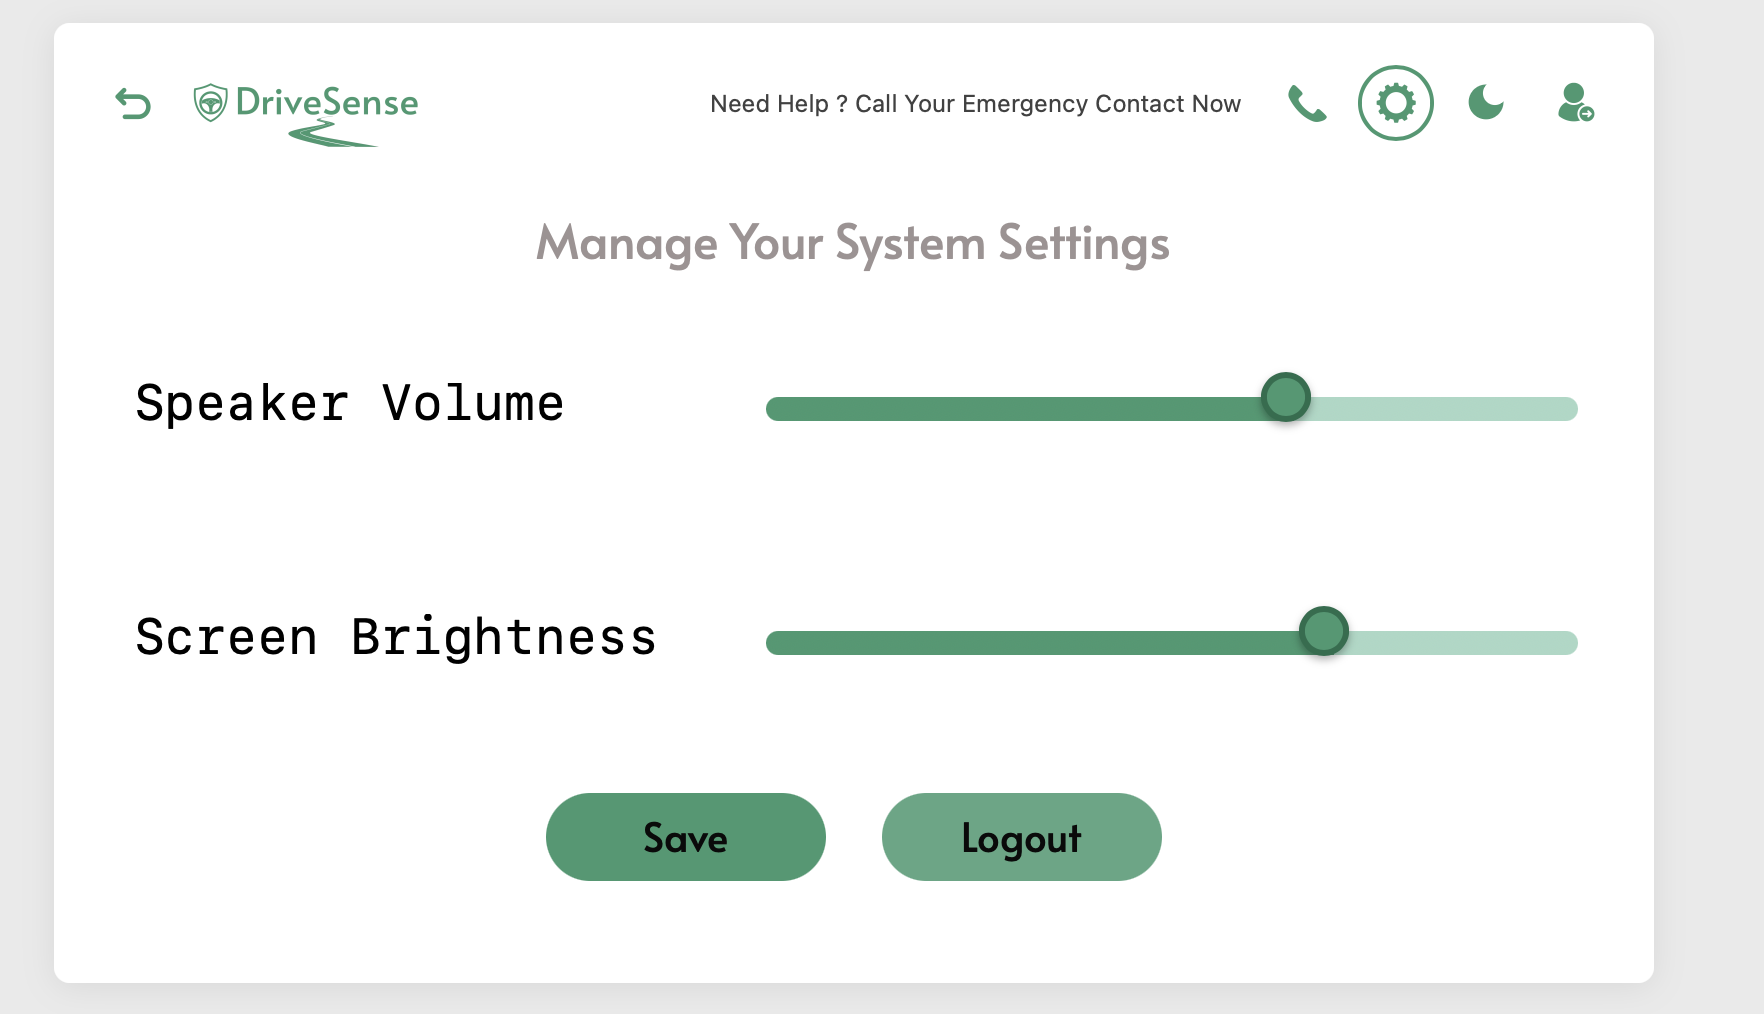 DriveSense
Need Help ? Call Your Emergency Contact Now
Manage Your System Settings
Speaker Volume
Screen Brightness
Save
Logout